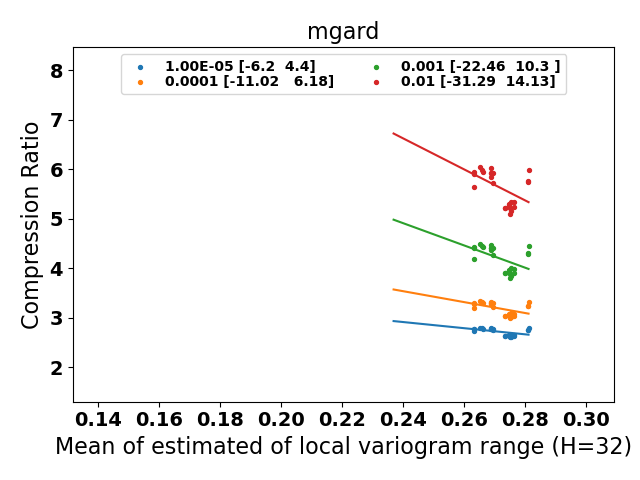 mgard
1.00E-05 [-6.2  4.4]
0.0001 [-11.02   6.18]
0.001 [-22.46  10.3 ]
0.01 [-31.29  14.13]
Compression Ratio
8
7
6
5
4
3
2
0.14 0.16 0.18 0.20 0.22 0.24 0.26 0.28 0.30
Mean of estimated of local variogram range (H=32)